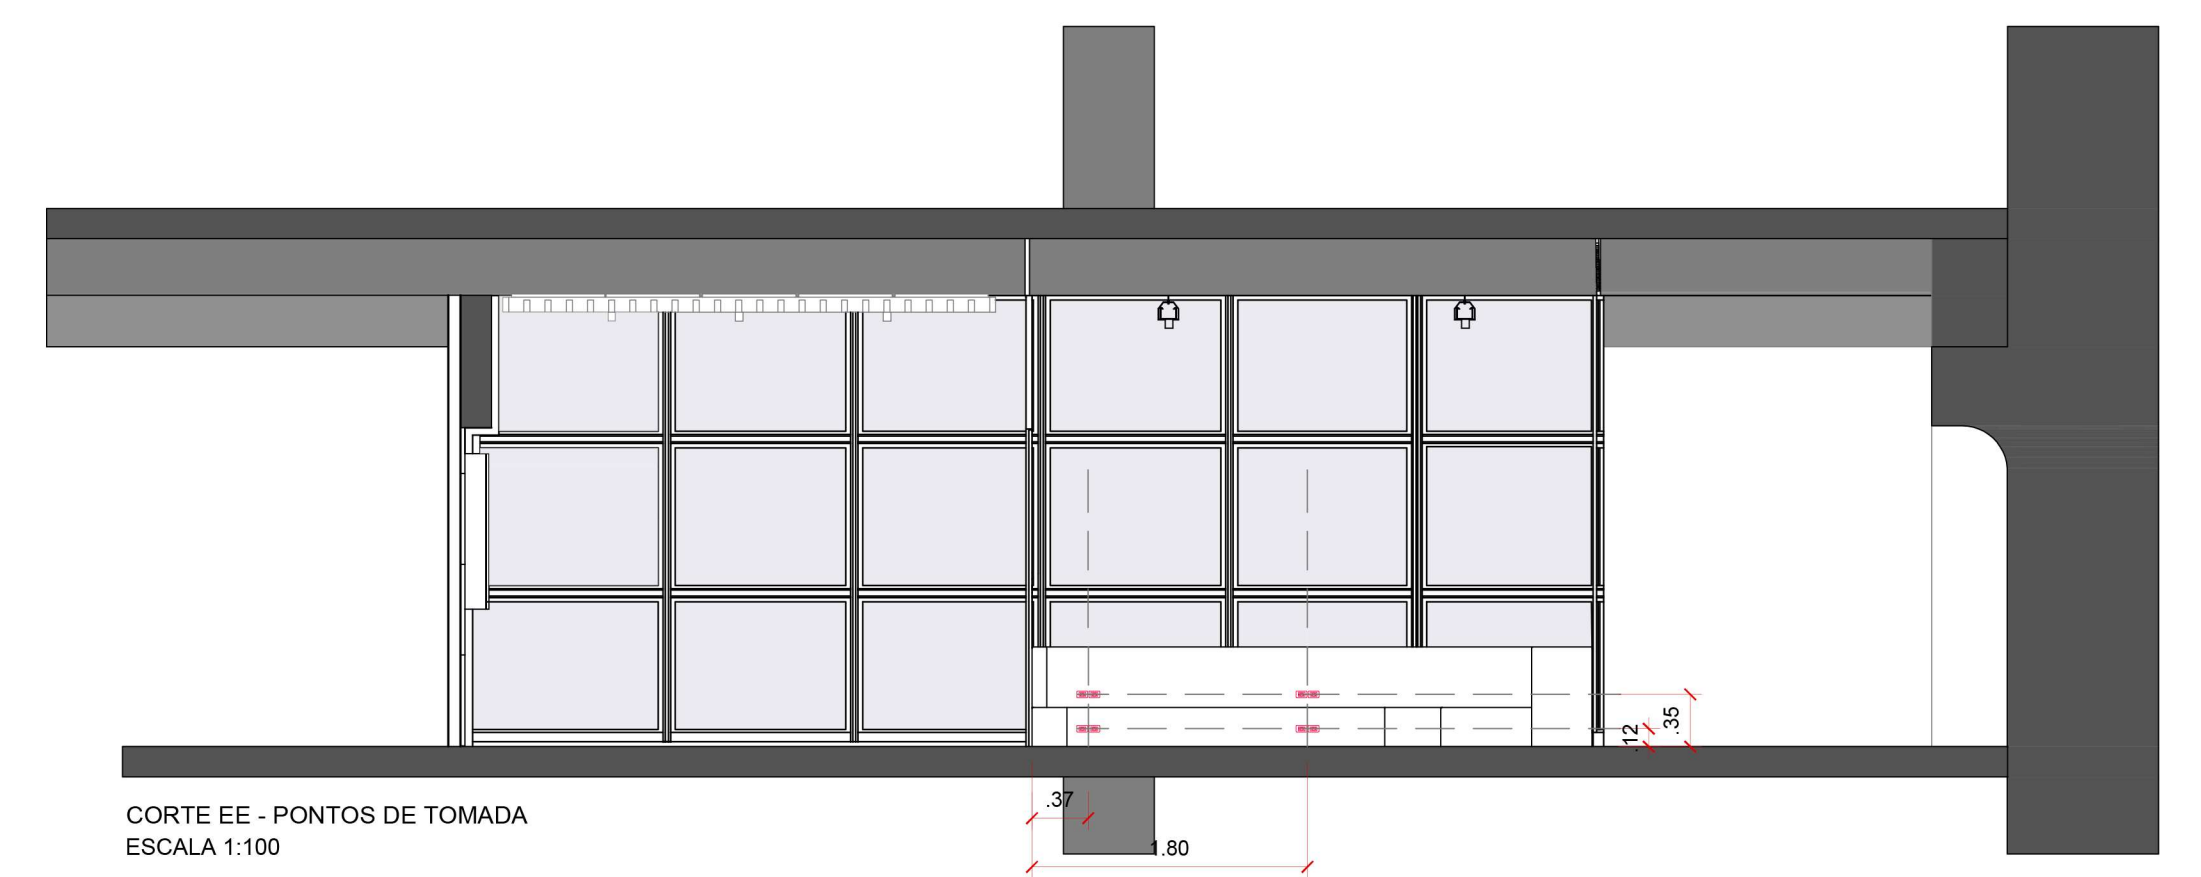 .35
.12
.37
1.80
CORTE EE - PONTOS DE TOMADA
ESCALA 1:100